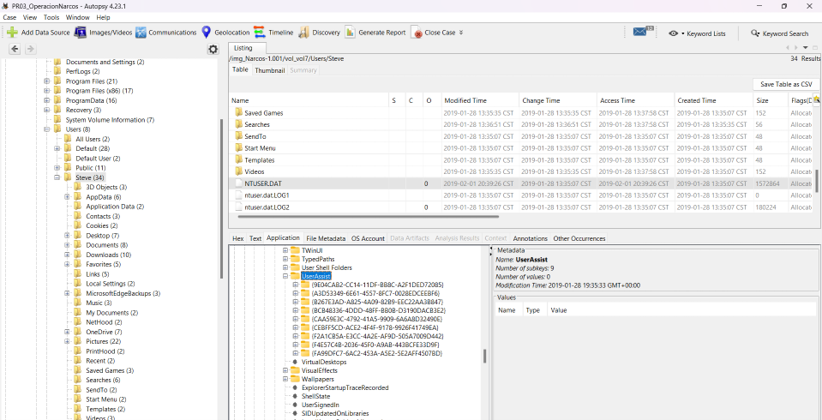 PR03_OperacionNarcos - Autopsy 4.23.1
Case View Tools Window Help
Add Data Source Images/Videos Communications Geolocation Timeline Discovery Generate Report Close Case Keyword Lists Keyword Search
Listing
/img_Narcos-1.001/vol_vol7/Users/Steve
34 Results
Table Thumbnail Summary
Save Table as CSV
Name S C O Modified Time Change Time Access Time Created Time Size Flags(D
Saved Games 2019-01-28 13:35:35 CST 2019-01-28 13:35:35 CST 2019-01-28 13:37:58 CST 2019-01-28 13:35:07 CST 152 Allocat
Searches 2019-01-28 13:36:51 CST 2019-01-28 13:36:51 CST 2019-01-28 13:37:58 CST 2019-01-28 13:35:35 CST 56 Allocat
SendTo 2019-01-28 13:35:07 CST 2019-01-28 13:35:07 CST 2019-01-28 13:35:07 CST 2019-01-28 13:35:07 CST 48 Allocat
Start Menu 2019-01-28 13:35:07 CST 2019-01-28 13:35:07 CST 2019-01-28 13:35:07 CST 2019-01-28 13:35:07 CST 48 Allocat
Templates 2019-01-28 13:35:07 CST 2019-01-28 13:35:07 CST 2019-01-28 13:35:07 CST 2019-01-28 13:35:07 CST 48 Allocat
Videos 2019-01-28 13:35:35 CST 2019-01-28 13:35:35 CST 2019-01-28 13:37:58 CST 2019-01-28 13:35:07 CST 152 Allocat
NTUSER.DAT 0 2019-02-01 20:39:26 CST 2019-01-28 13:35:07 CST 2019-02-01 20:39:26 CST 2019-01-28 13:35:07 CST 1572864 Allocat
ntuser.dat.LOG1 2019-01-28 13:35:07 CST 2019-01-28 13:35:07 CST 2019-01-28 13:35:07 CST 2019-01-28 13:35:07 CST 0 Allocat
ntuser.dat.LOG2 0 2019-01-28 13:35:07 CST 2019-01-28 13:35:07 CST 2019-01-28 13:35:07 CST 2019-01-28 13:35:07 CST 180224 Allocat
Documents and Settings (2)
PerfLogs (2)
Program Files (21)
Program Files (x86) (17)
ProgramData (16)
Recovery (3)
System Volume Information (7)
Users (8)
All Users (2)
Default (28)
Default User (2)
Public (11)
Steve (34)
3D Objects (3)
AppData (6)
Application Data (2)
Contacts (3)
Cookies (2)
Desktop (7)
Documents (8)
Downloads (10)
Favorites (5)
Links (5)
Local Settings (2)
MicrosoftEdgeBackups (3)
Music (3)
My Documents (2)
NetHood (2)
OneDrive (7)
Pictures (22)
PrintHood (2)
Recent (2)
Saved Games (3)
Searches (6)
SendTo (2)
Start Menu (2)
Templates (2)
Videos (3)
Hex Text Application File Metadata OS Account Data Artifacts Analysis Results Context Annotations Other Occurrences
TWinUI
TypedPaths
User Shell Folders
UserAssist
{9E04CAB2-CC14-11DF-BB8C-A2F1DED72085}
{A3D53349-6E61-4557-8FC7-0028EDCEEBF6}
{B267E3AD-A825-4A09-82B9-EEC22AA3B847}
{BCB48336-4DDD-48FF-BB0B-D3190DACB3E2}
{CAA59E3C-4792-41A5-9909-6A6A8D32490E}
{CEBFF5CD-ACE2-4F4F-9178-9926F41749EA}
{F2A1CB5A-E3CC-4A2E-AF9D-505A7009D442}
{F4E57C4B-2036-45F0-A9AB-443BCFE33D9F}
{FA99DFC7-6AC2-453A-A5E2-5E2AFF4507BD}
VirtualDesktops
VisualEffects
Wallpapers
ExplorerStartupTraceRecorded
ShellState
UserSignedIn
SIDUpdatedOnLibraries
Metadata
Name: UserAssist
Number of subkeys: 9
Number of values: 0
Modification Time: 2019-01-28 19:35:33 GMT+00:00
Values
Name Type Value